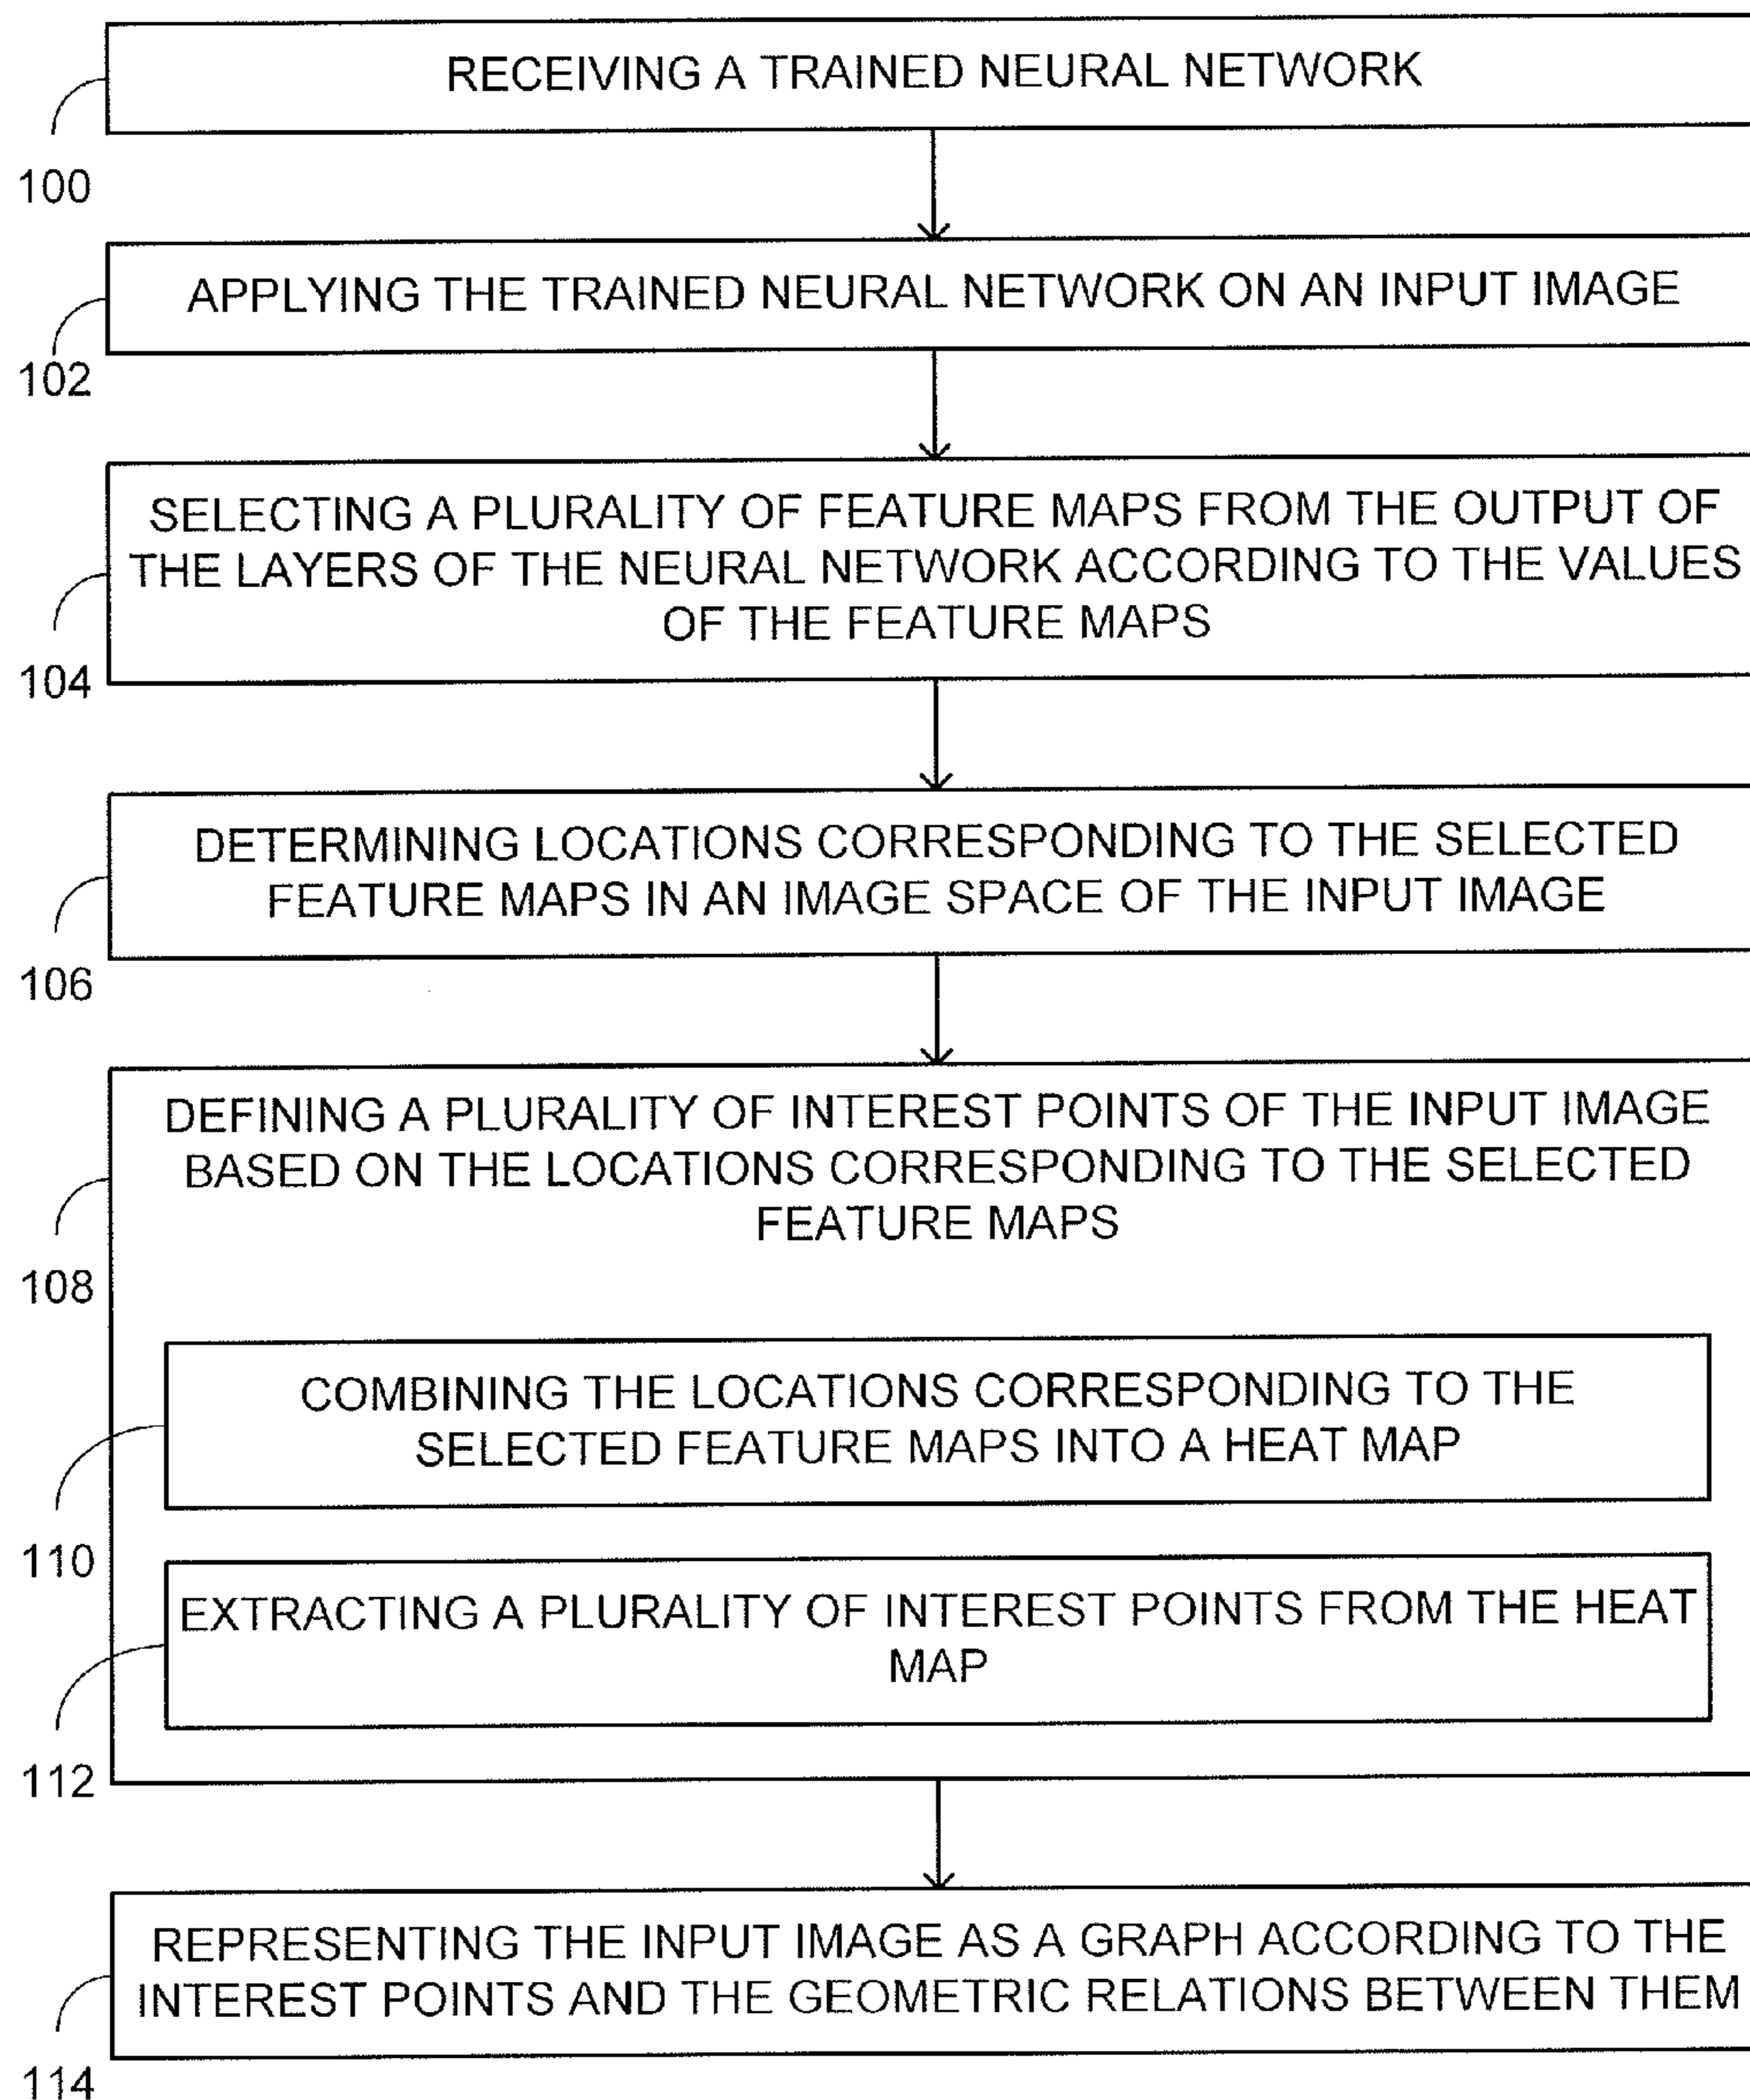 RECEIVING A TRAINED NEURAL NETWORK
100
APPLYING THE TRAINED NEURAL NETWORK ON AN INPUT IMAGE
102
SELECTING A PLURALITY OF FEATURE MAPS FROM THE OUTPUT OF
THE LAYERS OF THE NEURAL NETWORK ACCORDING TO THE VALUES
OF THE FEATURE MAPS
104
DETERMINING LOCATIONS CORRESPONDING TO THE SELECTED
FEATURE MAPS IN AN IMAGE SPACE OF THE INPUT IMAGE
106
DEFINING A PLURALITY OF INTEREST POINTS OF THE INPUT IMAGE
BASED ON THE LOCATIONS CORRESPONDING TO THE SELECTED
FEATURE MAPS
108
COMBINING THE LOCATIONS CORRESPONDING TO THE
SELECTED FEATURE MAPS INTO A HEAT MAP
110
EXTRACTING A PLURALITY OF INTEREST POINTS FROM THE HEAT
MAP
112
REPRESENTING THE INPUT IMAGE AS A GRAPH ACCORDING TO THE
INTEREST POINTS AND THE GEOMETRIC RELATIONS BETWEEN THEM
114